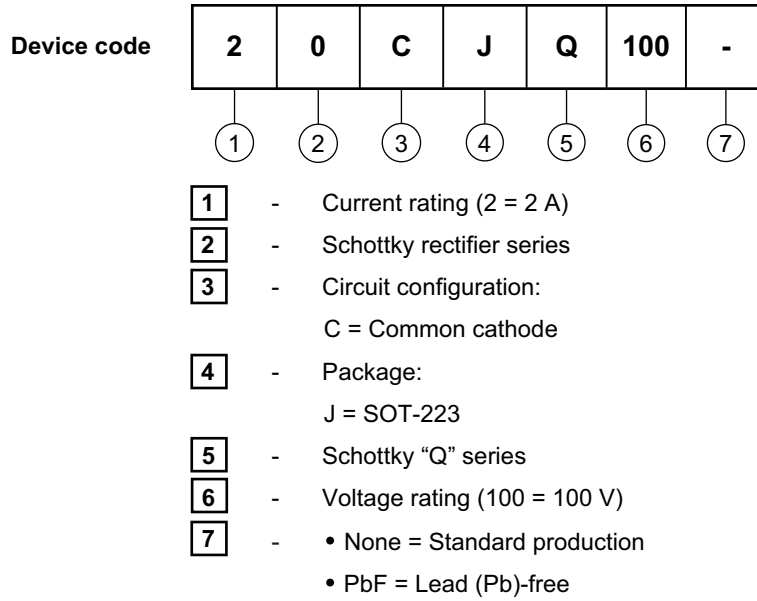 Device code 2 0 C J Q 100 -
1 2 3 4 5 6 7
1 - Current rating (2 = 2 A)
2 - Schottky rectifier series
3 - Circuit configuration:
C = Common cathode
4 - Package:
J = SOT-223
5 - Schottky “Q” series
6 - Voltage rating (100 = 100 V)
7 - • None = Standard production
• PbF = Lead (Pb)-free